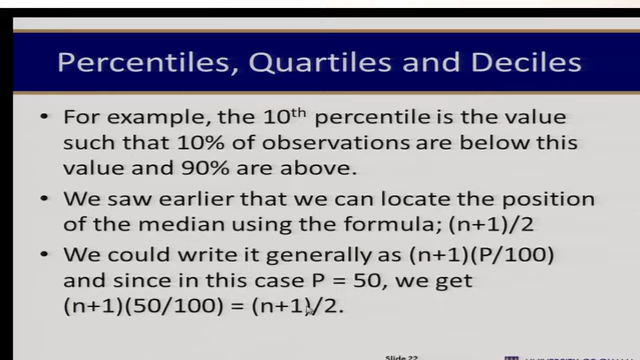 Percentiles, Quartiles and Deciles
• For example, the 10th percentile is the value
such that 10% of observations are below this
value and 90% are above.
• We saw earlier that we can locate the position
of the median using the formula; (n+1)/2
• We could write it generally as (n+1)(P/100)
and since in this case P = 50, we get
(n+1)(50/100) = (n+1)/2.
Slide 22